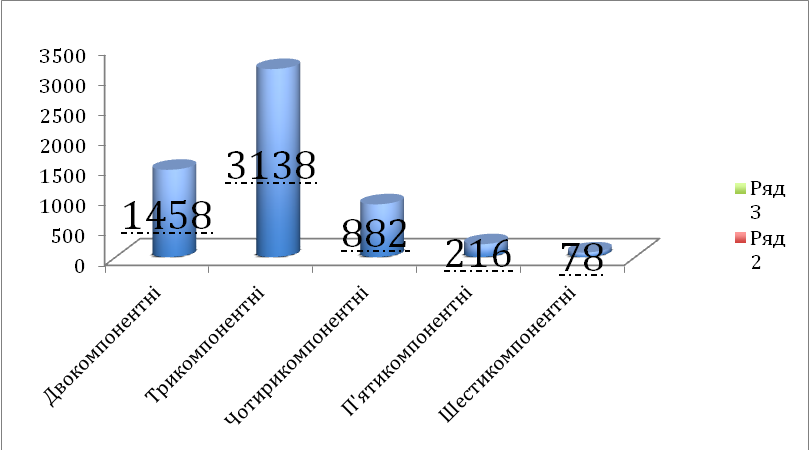 3500
3000
2500
2000
1500
1000
500
0
1458
3138
882
216
78
Двокомпонентні
Трикомпонентні
Чотирикомпонентні
П'ятикомпонентні
Шестикомпонентні
Ряд
3
Ряд
2